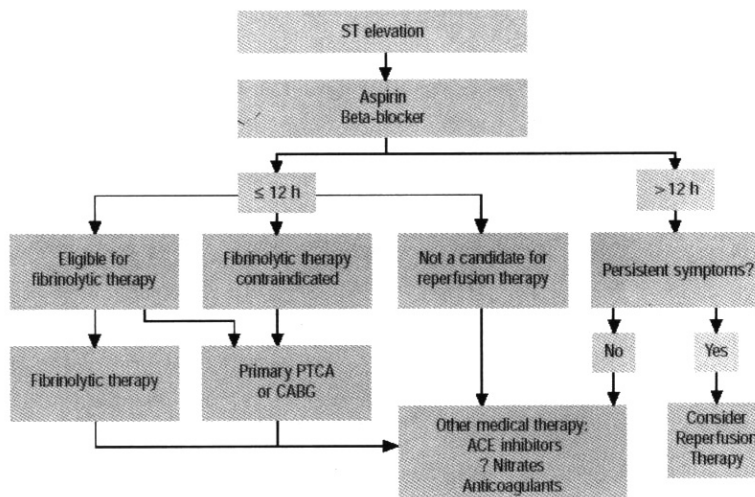 ST elevation
Aspirin
Beta-blocker
≤ 12 h
> 12 h
Eligible for
fibrinolytic therapy
Fibrinolytic therapy
contraindicated
Not a candidate for
reperfusion therapy
Persistent symptoms?
Fibrinolytic therapy
Primary PTCA
or CABG
No
Yes
Other medical therapy:
ACE inhibitors
? Nitrates
Anticoagulants
Consider
Reperfusion
Therapy